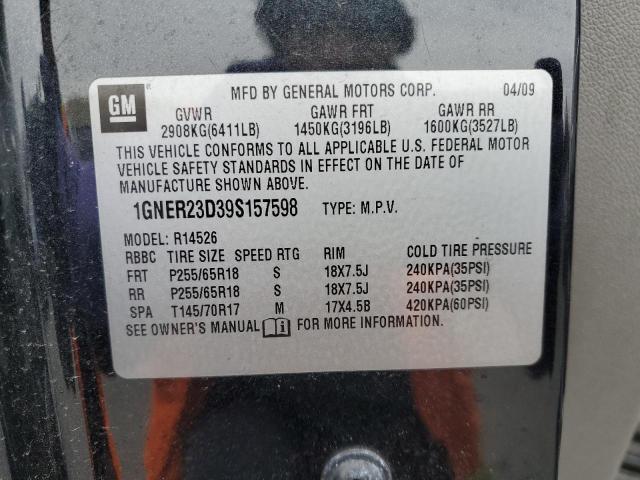 GM ® MFD BY GENERAL MOTORS CORP. 04/09
GVWR GAWR FRT GAWR RR
2908KG(6411LB) 1450KG(3196LB) 1600KG(3527LB)
THIS VEHICLE CONFORMS TO ALL APPLICABLE U.S. FEDERAL MOTOR
VEHICLE SAFETY STANDARDS IN EFFECT ON THE DATE OF
MANUFACTURE SHOWN ABOVE.
1GNER23D39S157598 TYPE: M.P.V.
MODEL: R14526
RBBC TIRE SIZE SPEED RTG RIM COLD TIRE PRESSURE
FRT P255/65R18 S 18X7.5J 240KPA(35PSI)
RR P255/65R18 S 18X7.5J 240KPA(35PSI)
SPA T145/70R17 M 17X4.5B 420KPA(60PSI)
SEE OWNER'S MANUAL i FOR MORE INFORMATION.